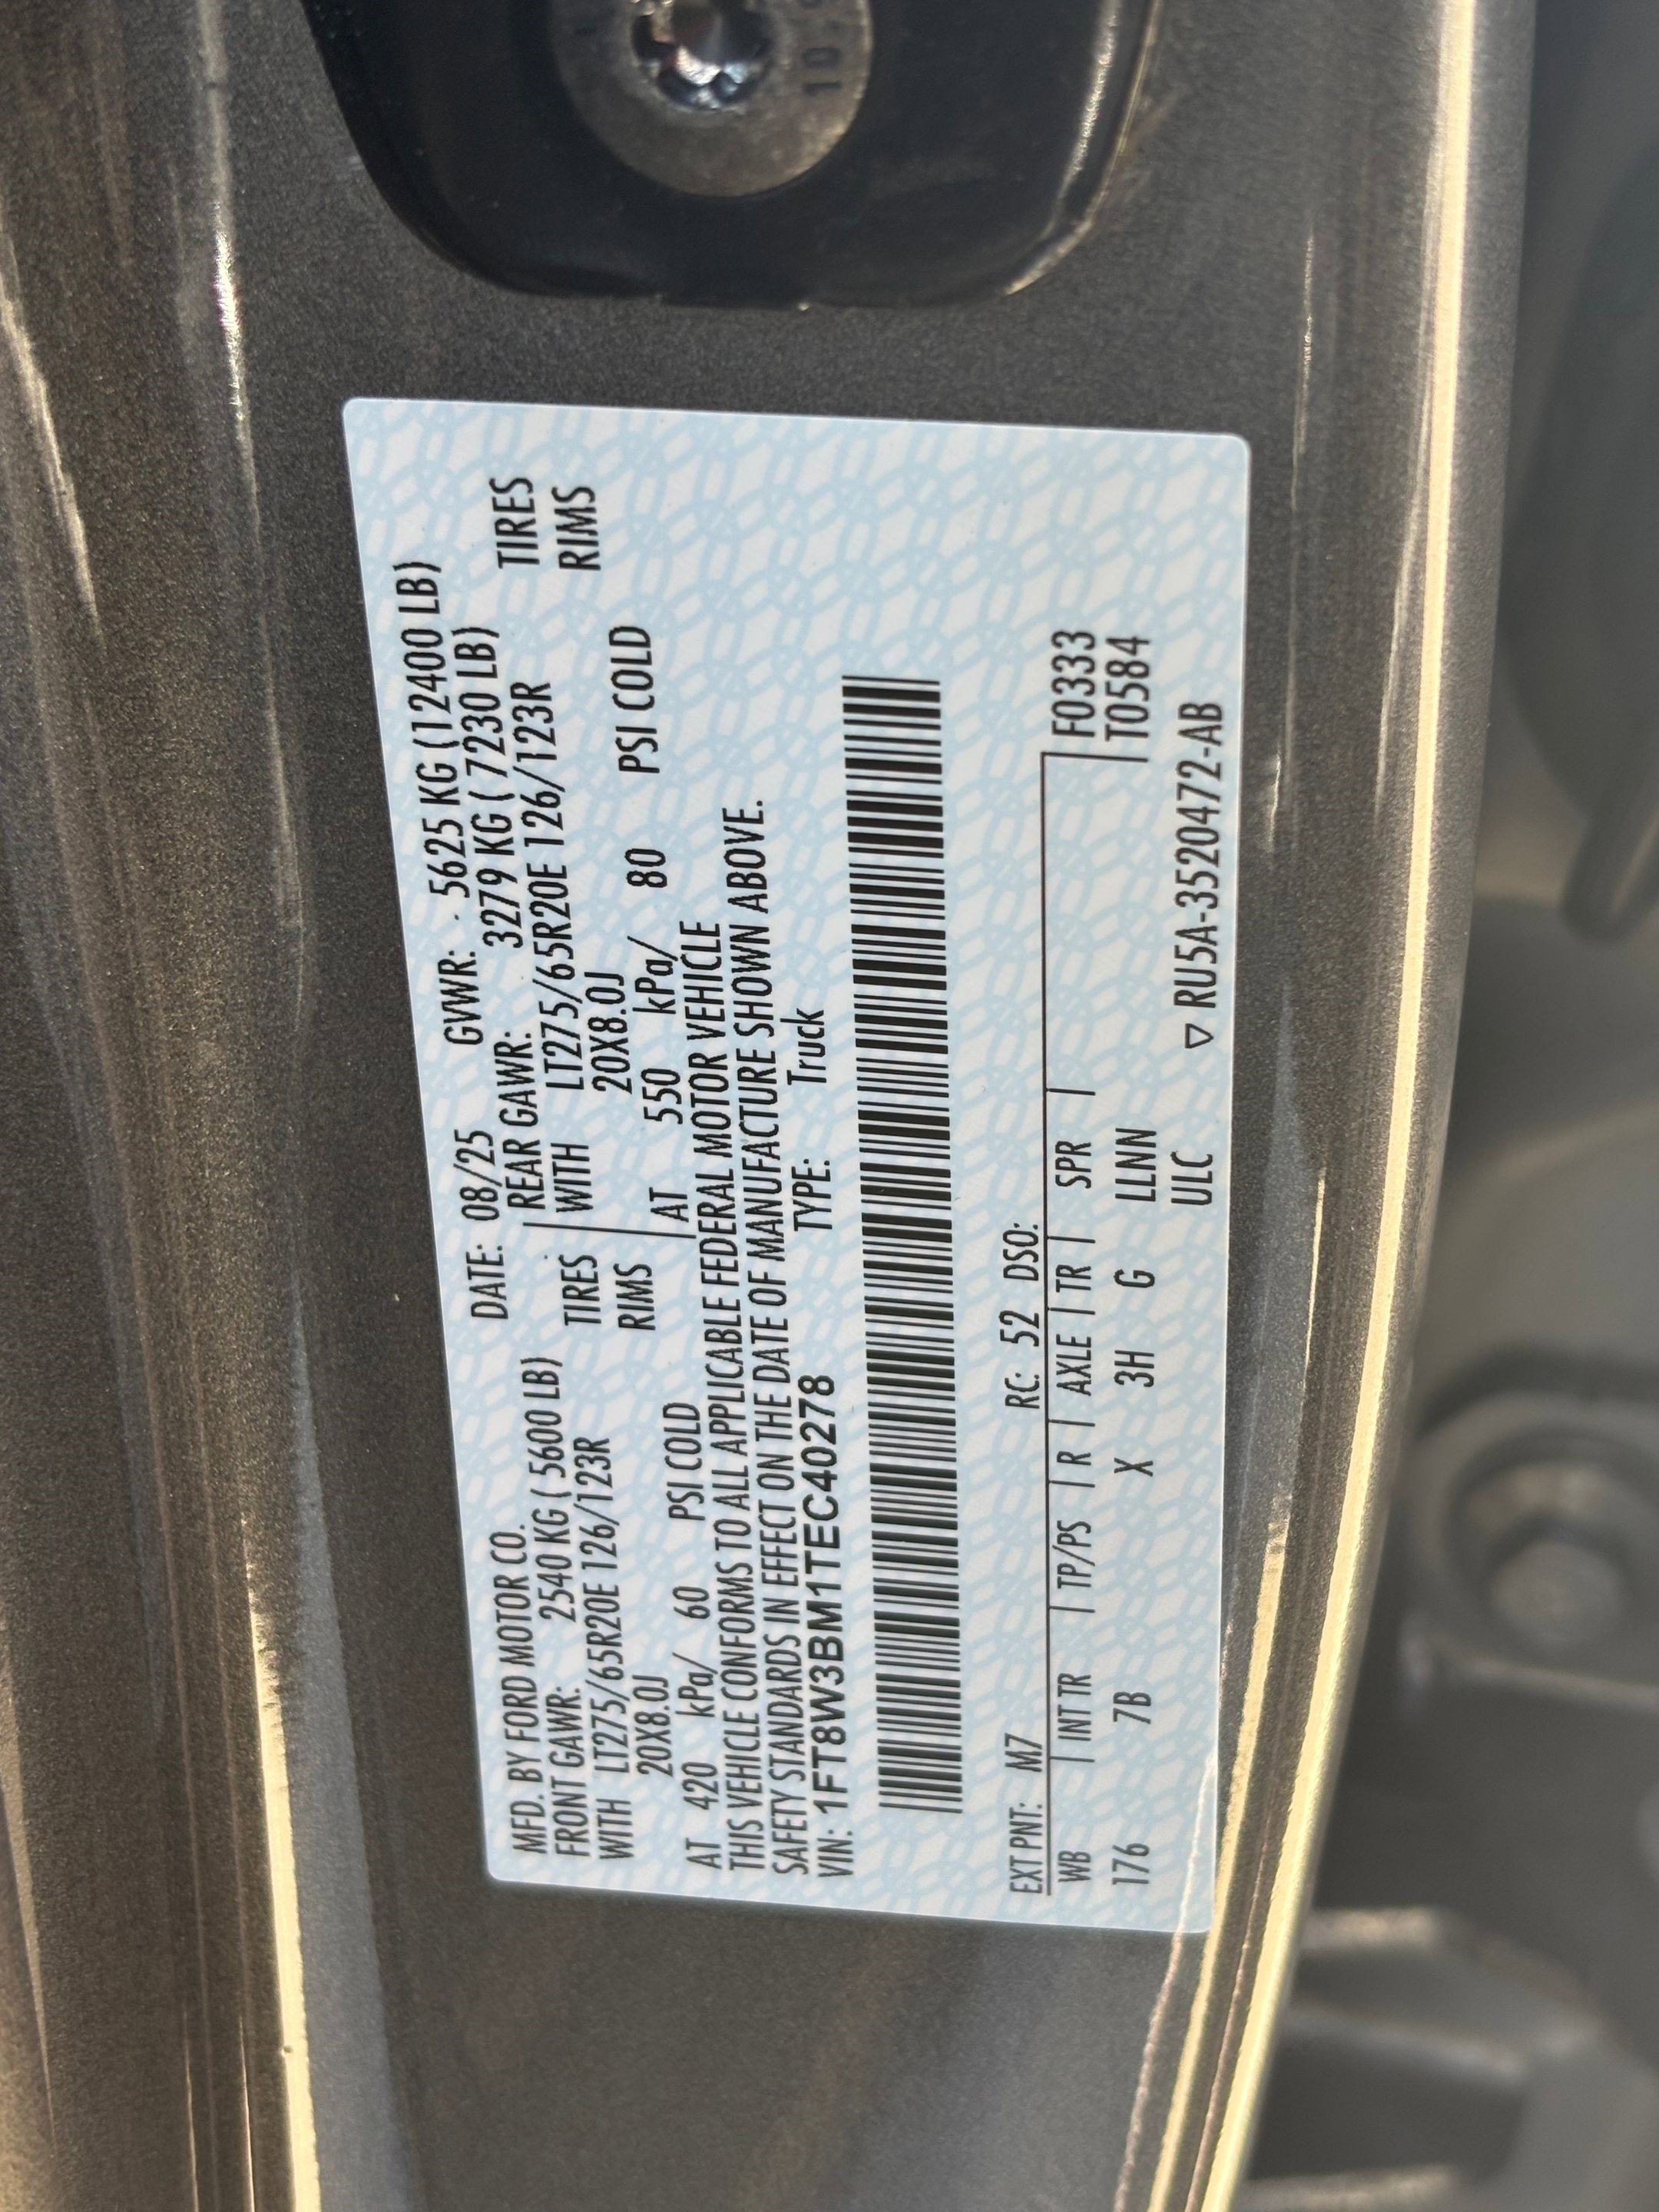 10.9
MFD. BY FORD MOTOR CO. DATE: 08/25 GVWR: 5625 KG (12400 LB)
FRONT GAWR: 2540 KG ( 5600 LB) REAR GAWR: 3279 KG ( 7230 LB)
WITH LT275/65R20E 126/123R TIRES WITH LT275/65R20E 126/123R TIRES
20X8.0J RIMS 20X8.0J RIMS
AT 420 kPa/ 60 PSI COLD AT 550 kPa/ 80 PSI COLD
THIS VEHICLE CONFORMS TO ALL APPLICABLE FEDERAL MOTOR VEHICLE
SAFETY STANDARDS IN EFFECT ON THE DATE OF MANUFACTURE SHOWN ABOVE.
VIN: 1FT8W3BM1TEC40278 TYPE: Truck
EXT PNT: M7 RC: 52 DSO:
WB | INT TR | TP/PS | R | AXLE | TR | SPR | F0333
176 7B X 3H G LLNN T0584
ULC ▽ RU5A-3520472-AB